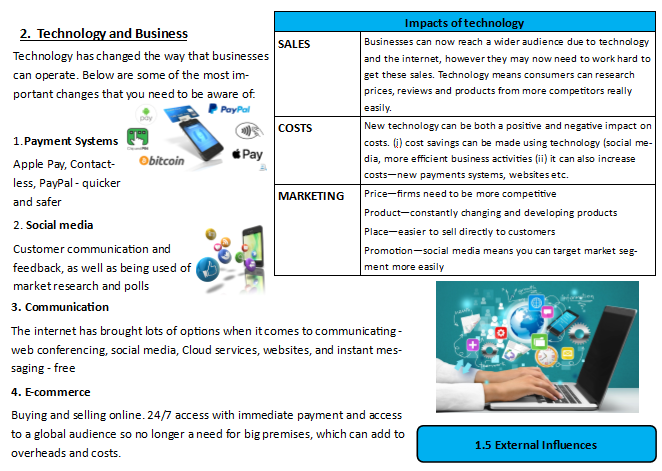 2. Technology and Business
Technology has changed the way that businesses
can operate. Below are some of the most im-
portant changes that you need to be aware of:
pay
PayPal
bitcoin
Pay
1.Payment Systems
Apple Pay, Contact-
less, PayPal - quicker
and safer
2. Social media
Customer communication and
feedback, as well as being used of
market research and polls
3. Communication
The internet has brought lots of options when it comes to communicating -
web conferencing, social media, Cloud services, websites, and instant mes-
saging - free
4. E-commerce
Buying and selling online. 24/7 access with immediate payment and access
to a global audience so no longer a need for big premises, which can add to
overheads and costs.
Impacts of technology
SALES
Businesses can now reach a wider audience due to technology
and the internet, however they may now need to work hard to
get these sales. Technology means consumers can research
prices, reviews and products from more competitors really
easily.
COSTS
New technology can be both a positive and negative impact on
costs. (i) cost savings can be made using technology (social me-
dia, more efficient business activities (ii) it can also increase
costs—new payments systems, websites etc.
MARKETING
Price—firms need to be more competitive
Product—constantly changing and developing products
Place—easier to sell directly to customers
Promotion—social media means you can target market seg-
ment more easily
1.5 External Influences